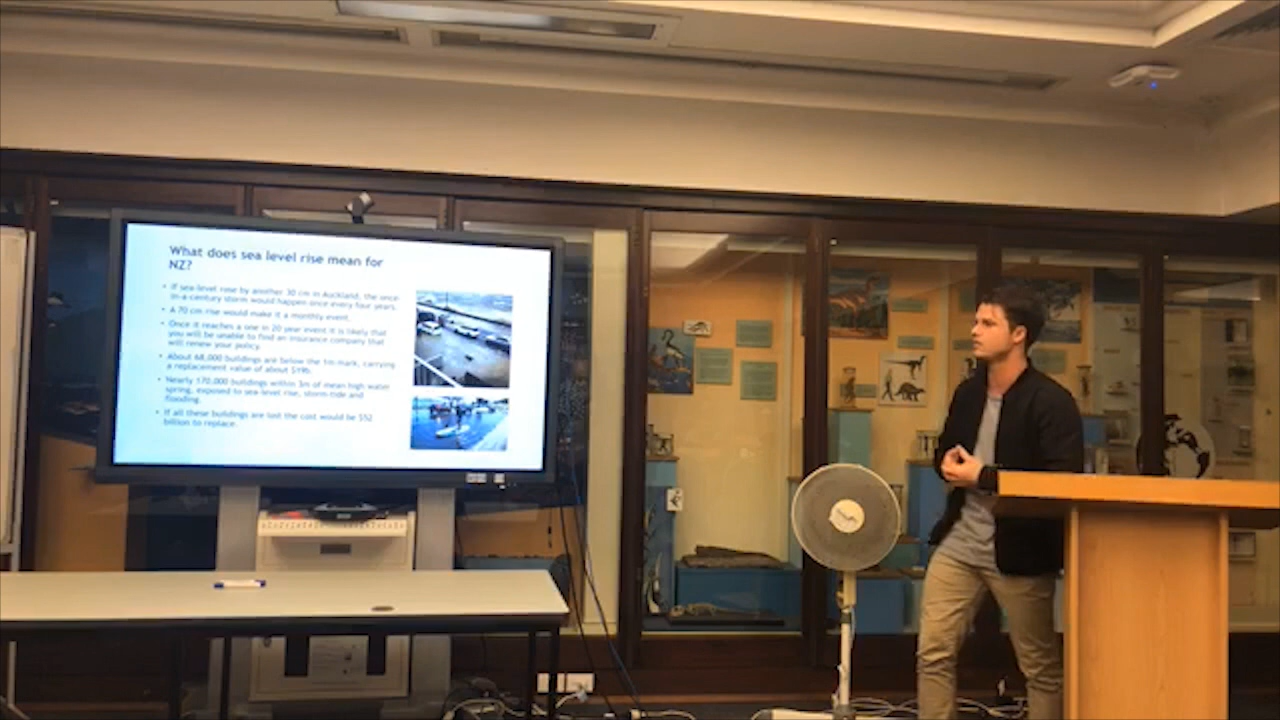 What does sea level rise mean for
NZ?
• If sea-level rose by another 30 cm in Auckland, the once-
in-a-century storm would happen once every four years.
• A 70 cm rise would make it a monthly event.
• Once it reaches a one in 20 year event it is likely that
you will be unable to find an insurance company that
will renew your policy.
• About 68,000 buildings are below the 1m mark, carrying
a replacement value of about $19b.
• Nearly 170,000 buildings within 3m of mean high water
spring, exposed to sea-level rise, storm-tide and
flooding.
• If all these buildings are lost the cost would be $52
billion to replace.